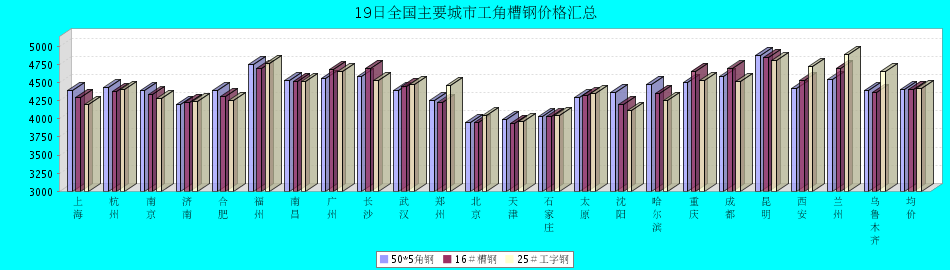 19日全国主要城市工角槽钢价格汇总
5000
4750
4500
4250
4000
3750
3500
3250
3000
上海
杭州
南京
济南
合肥
福州
南昌
广州
长沙
武汉
郑州
北京
天津
石家庄
太原
沈阳
哈尔滨
重庆
成都
昆明
西安
兰州
乌鲁木齐
均价
50*5角钢
16#槽钢
25#工字钢